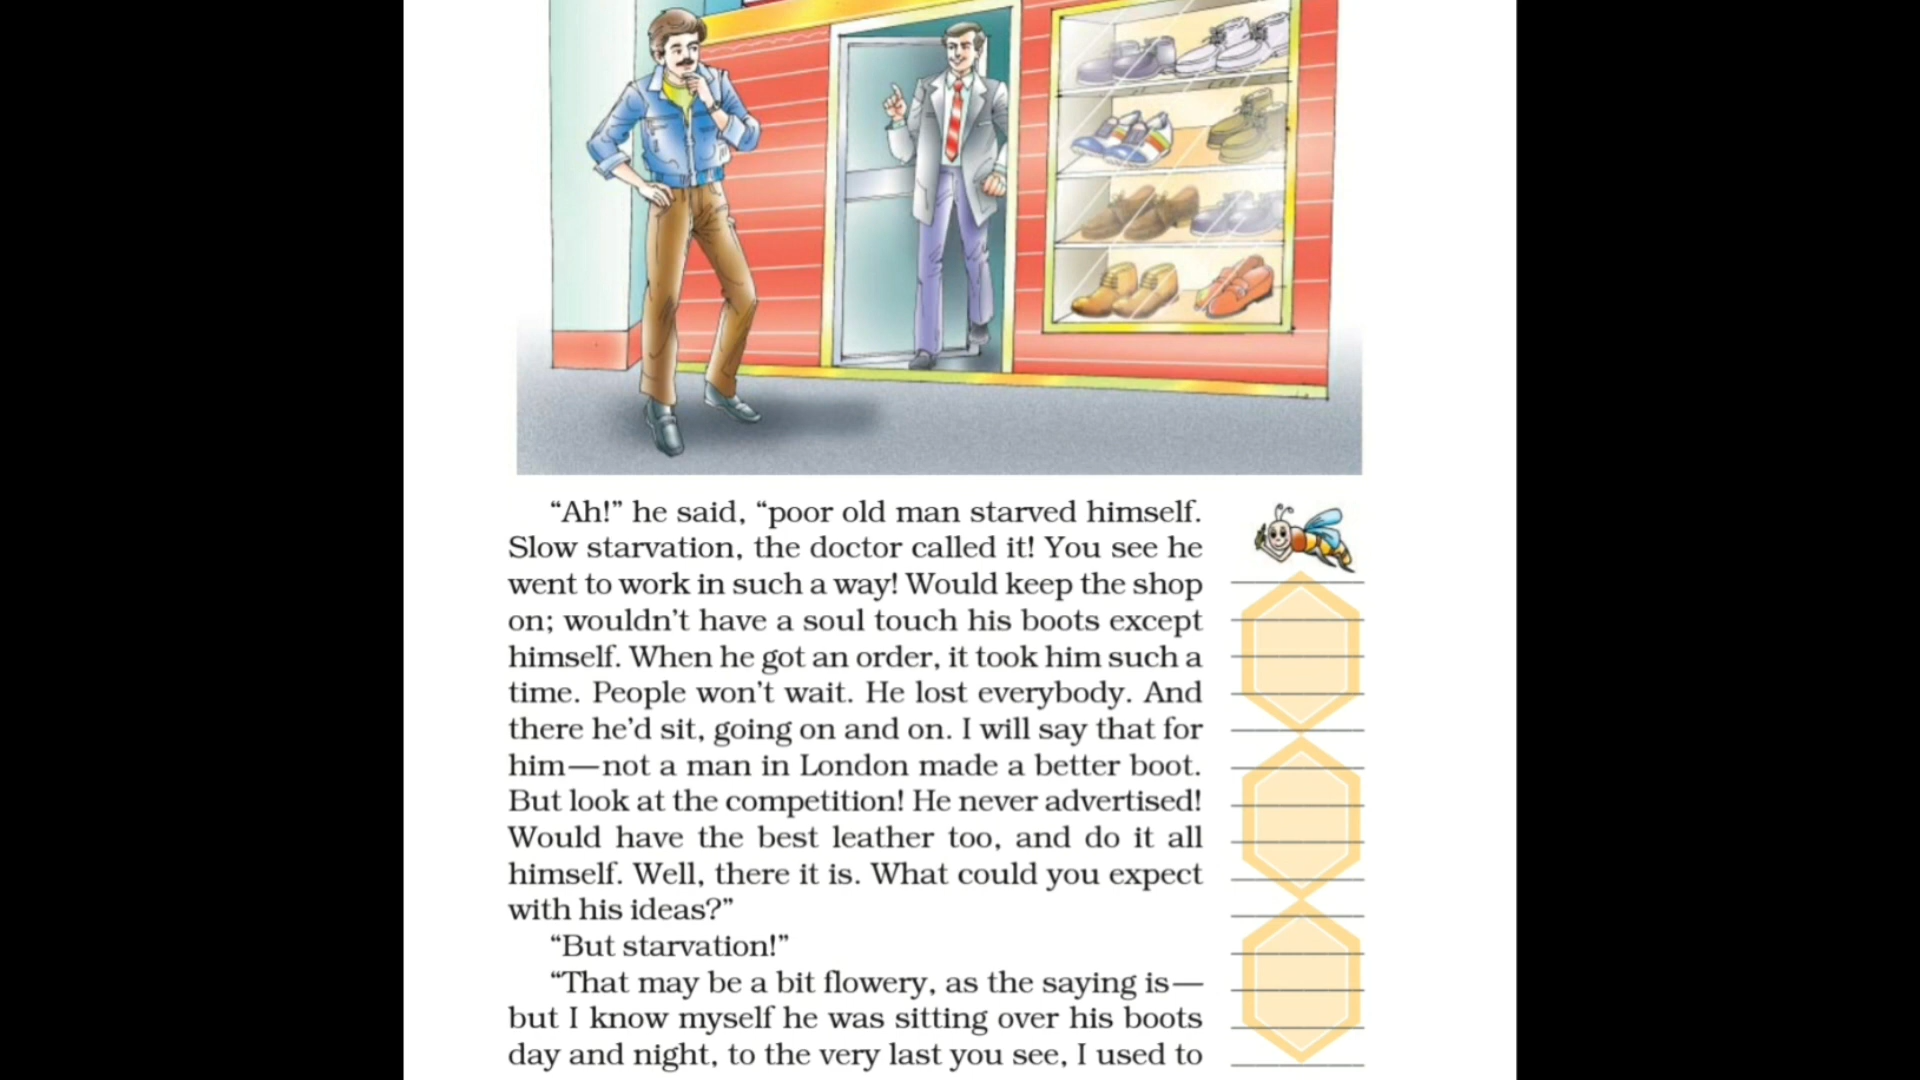 “Ah!” he said, “poor old man starved himself.
Slow starvation, the doctor called it! You see he
went to work in such a way! Would keep the shop
on; wouldn’t have a soul touch his boots except
himself. When he got an order, it took him such a
time. People won’t wait. He lost everybody. And
there he’d sit, going on and on. I will say that for
him—not a man in London made a better boot.
But look at the competition! He never advertised!
Would have the best leather too, and do it all
himself. Well, there it is. What could you expect
with his ideas?”
“But starvation!”
“That may be a bit flowery, as the saying is—
but I know myself he was sitting over his boots
day and night, to the very last you see, I used to